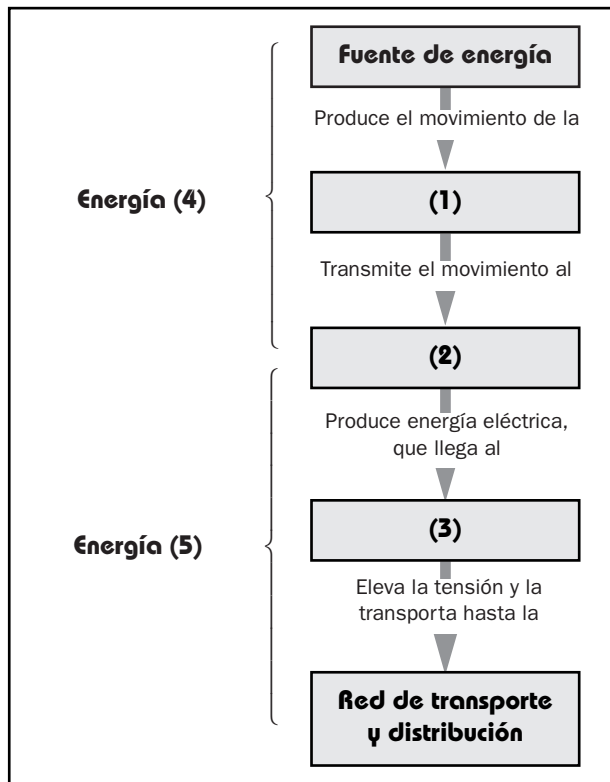 Fuente de energía
Produce el movimiento de la
Energía (4)
(1)
Transmite el movimiento al
(2)
Produce energía eléctrica,
que llega al
Energía (5)
(3)
Eleva la tensión y la
transporta hasta la
Red de transporte
y distribución